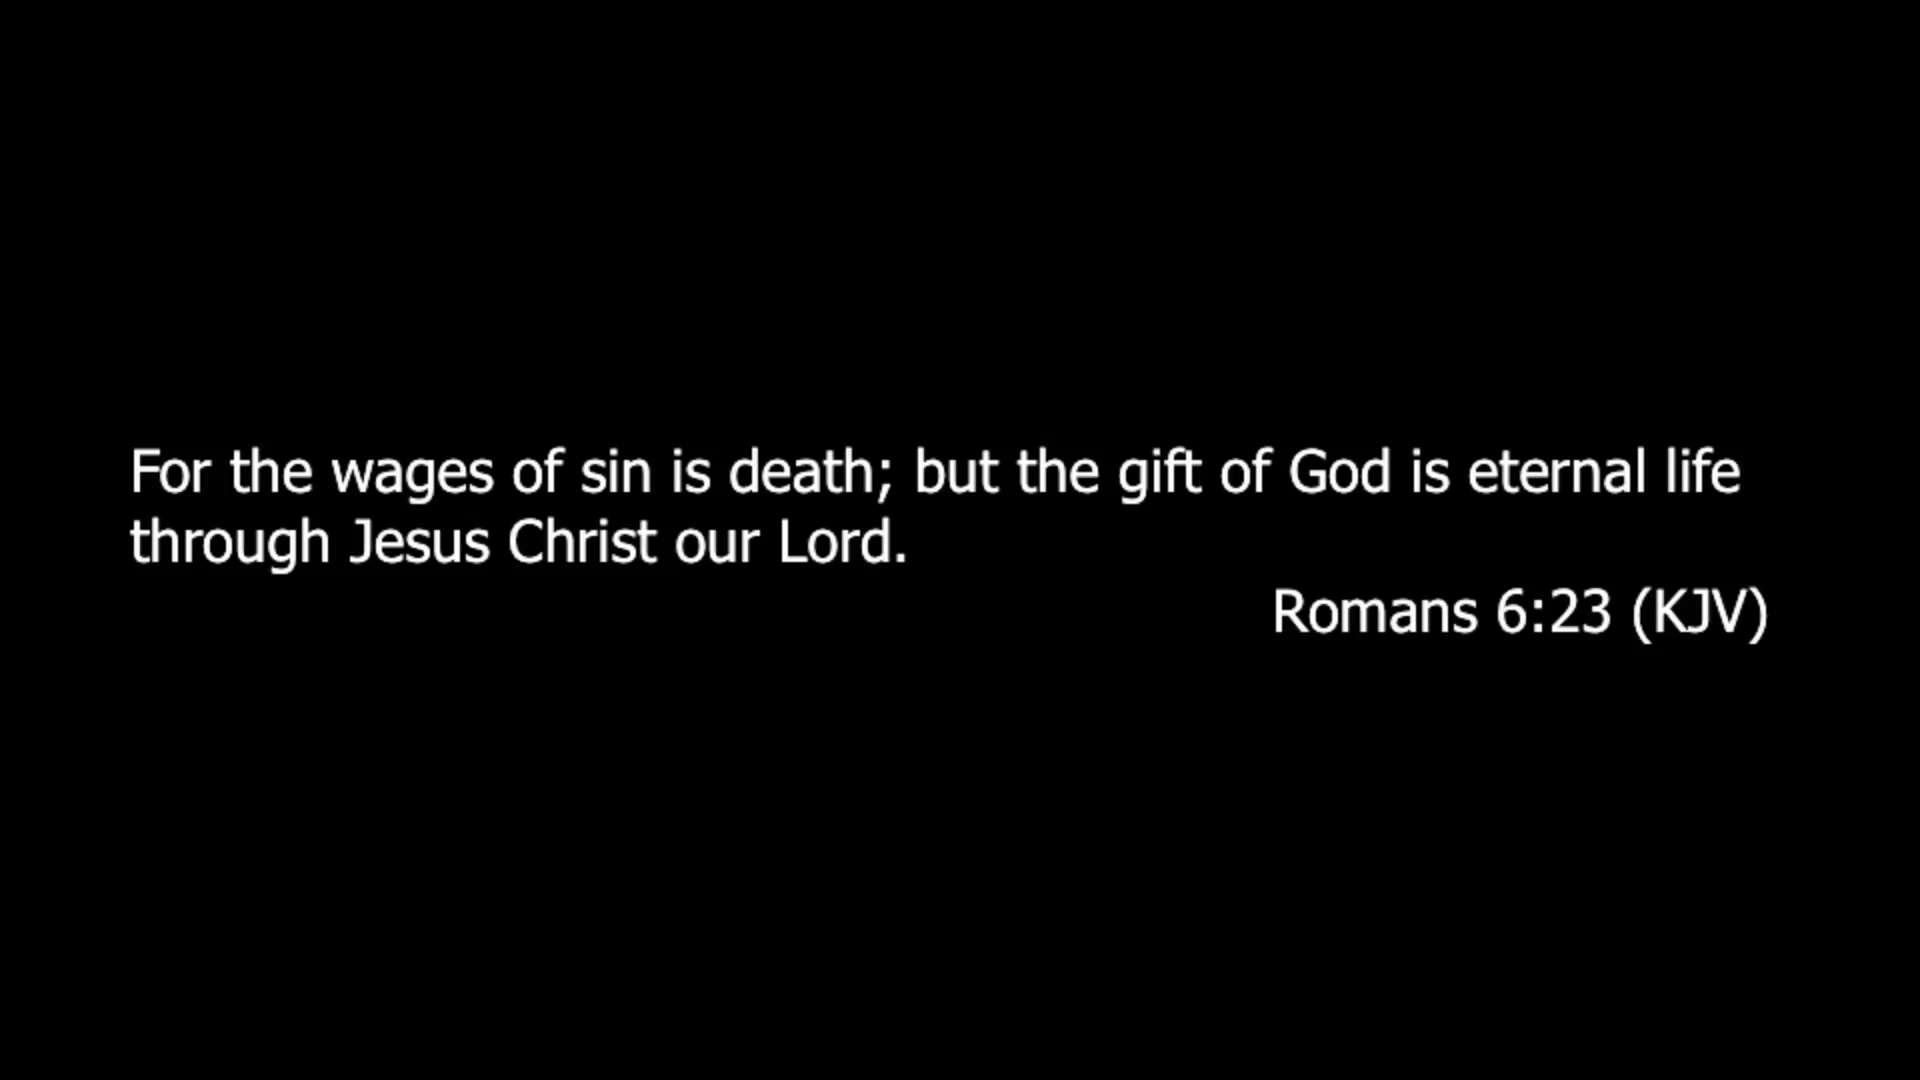 For the wages of sin is death; but the gift of God is eternal life
through Jesus Christ our Lord.
Romans 6:23 (KJV)